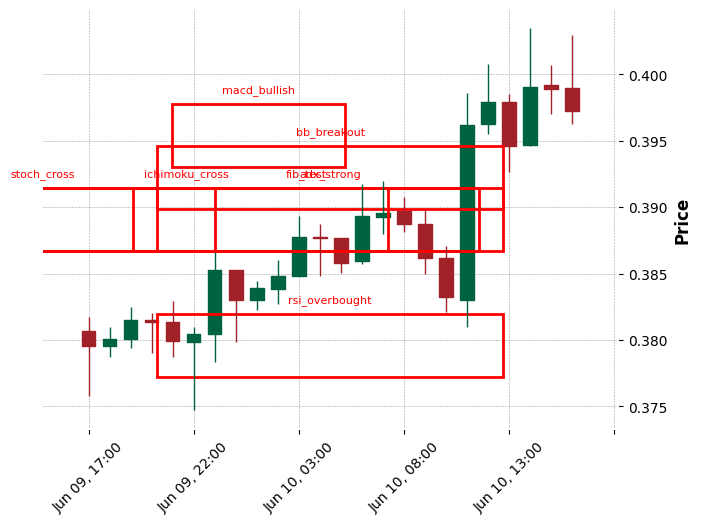 macd_bullish
bb_breakout
stoch_cross
ichimoku_cross
rsi_overbought
0.400
0.395
0.390
0.385
0.380
0.375
Price
Jun 09, 17:00
Jun 09, 22:00
Jun 10, 03:00
Jun 10, 08:00
Jun 10, 13:00